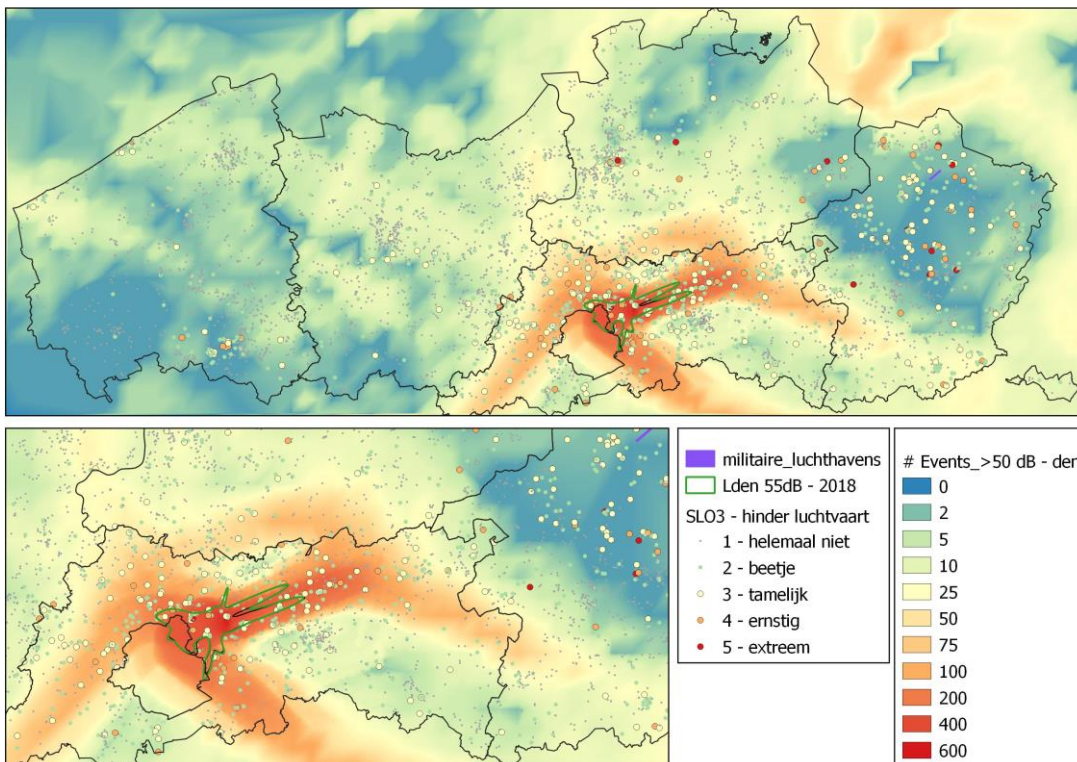 militaire_luchthavens
Lden 55dB - 2018
SLO3 - hinder luchtvaart
1 - helemaal niet
2 - beetje
3 - tamelijk
4 - ernstig
5 - extreem
# Events_>50 dB - den
0
2
5
10
25
50
75
100
200
400
600